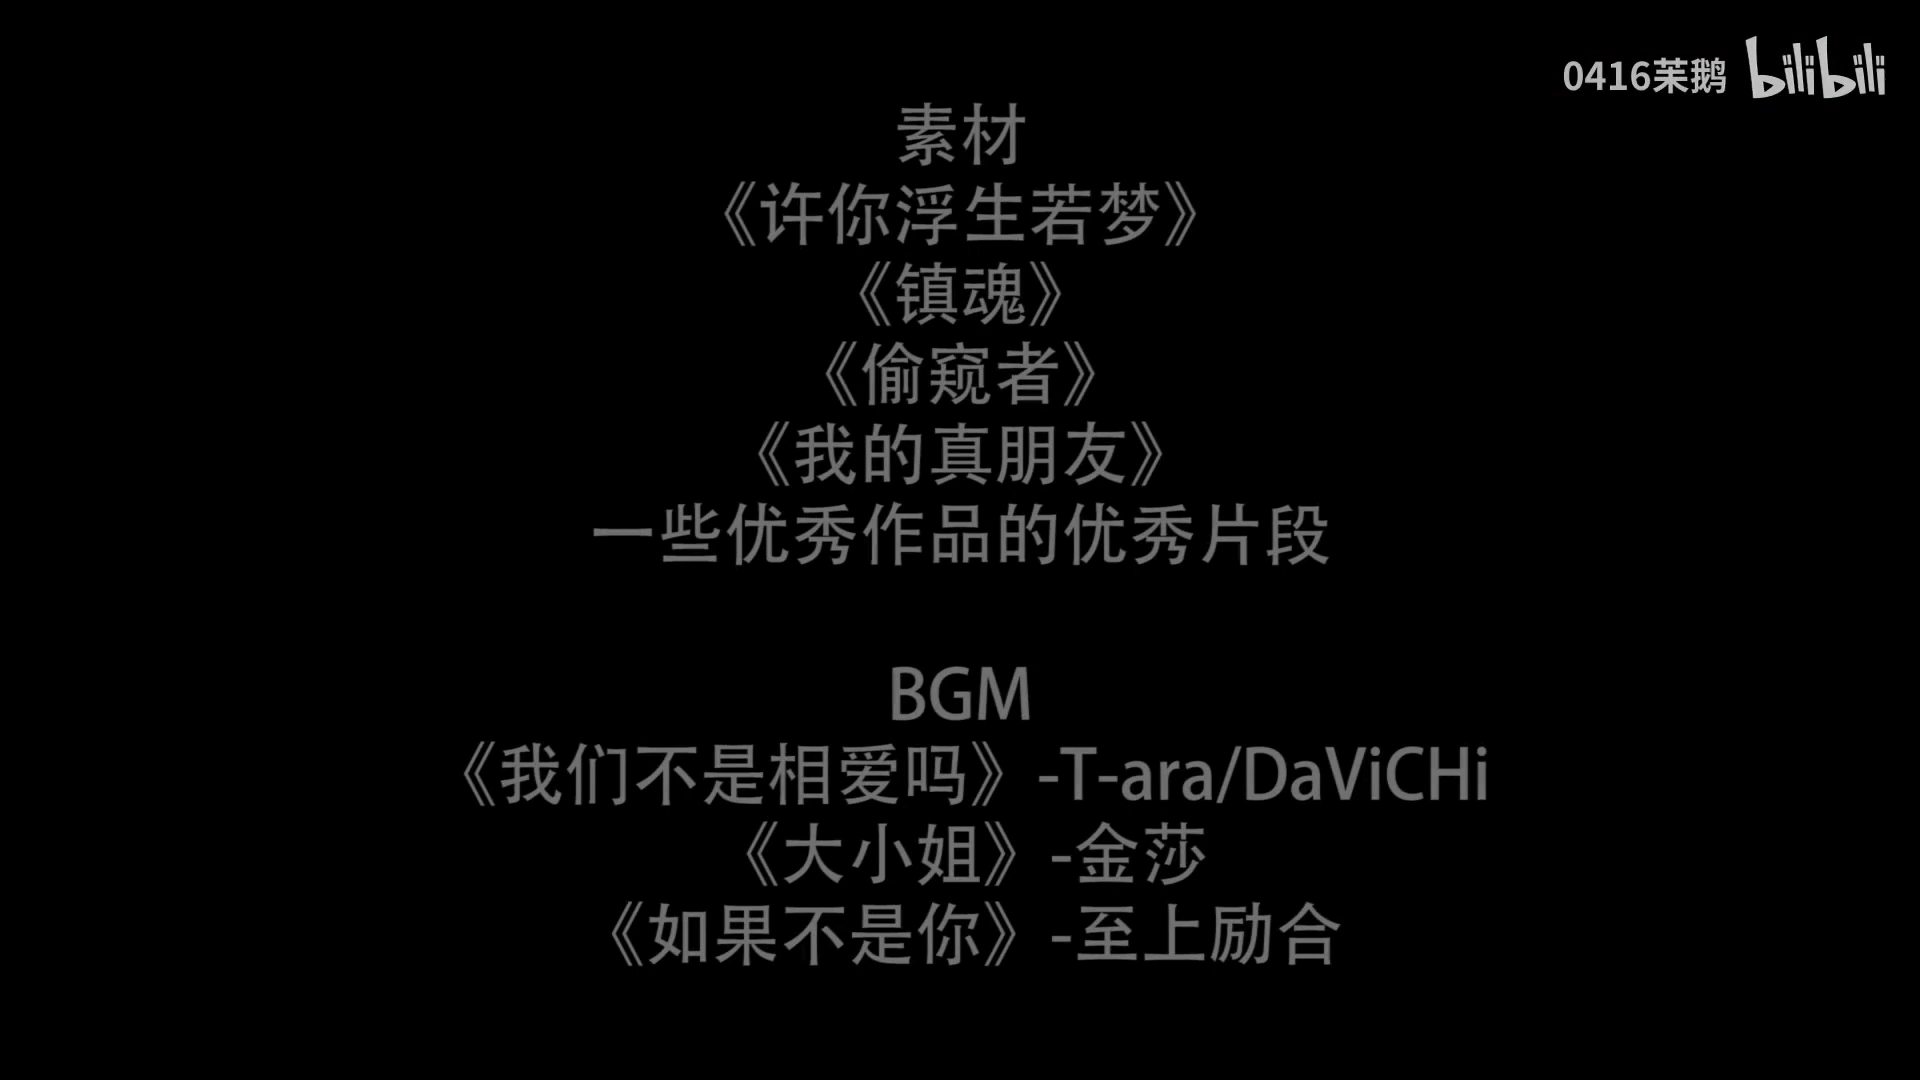 0416茉鹅 bilibili
素材
《许你浮生若梦》
《镇魂》
《偷窥者》
《我的真朋友》
一些优秀作品的优秀片段
BGM
《我们不是相爱吗》-T-ara/DaViCHi
《大小姐》-金莎
《如果不是你》-至上励合